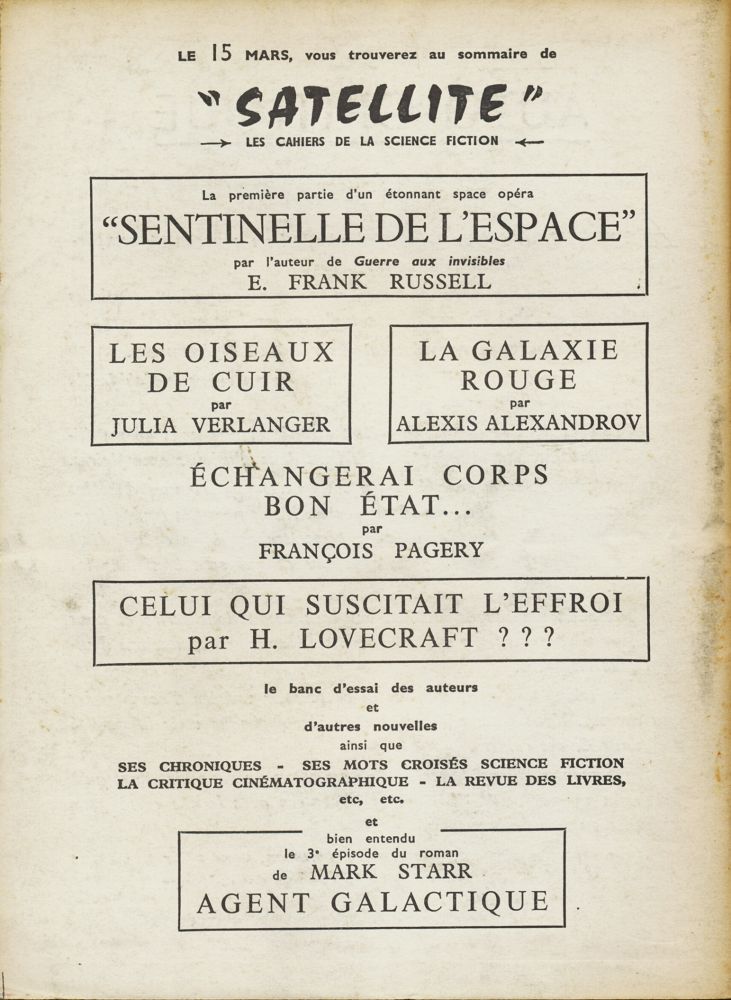 LE 15 MARS, vous trouverez au sommaire de
"SATELLITE"
LES CAHIERS DE LA SCIENCE FICTION
La première partie d'un étonnant space opéra
"SENTINELLE DE L'ESPACE"
par l'auteur de Guerre aux invisibles
E. FRANK RUSSELL
LES OISEAUX
DE CUIR
par
JULIA VERLANGER
LA GALAXIE
ROUGE
par
ALEXIS ALEXANDROV
ÉCHANGERAI CORPS
BON ÉTAT...
par
FRANÇOIS PAGERY
CELUI QUI SUSCITAIT L'EFFROI
par H. LOVECRAFT ? ? ?
le banc d'essai des auteurs
et
d'autres nouvelles
ainsi que
SES CHRONIQUES - SES MOTS CROISÉS SCIENCE FICTION
LA CRITIQUE CINÉMATOGRAPHIQUE - LA REVUE DES LIVRES,
etc, etc.
et
bien entendu
le 3e épisode du roman
de MARK STARR
AGENT GALACTIQUE